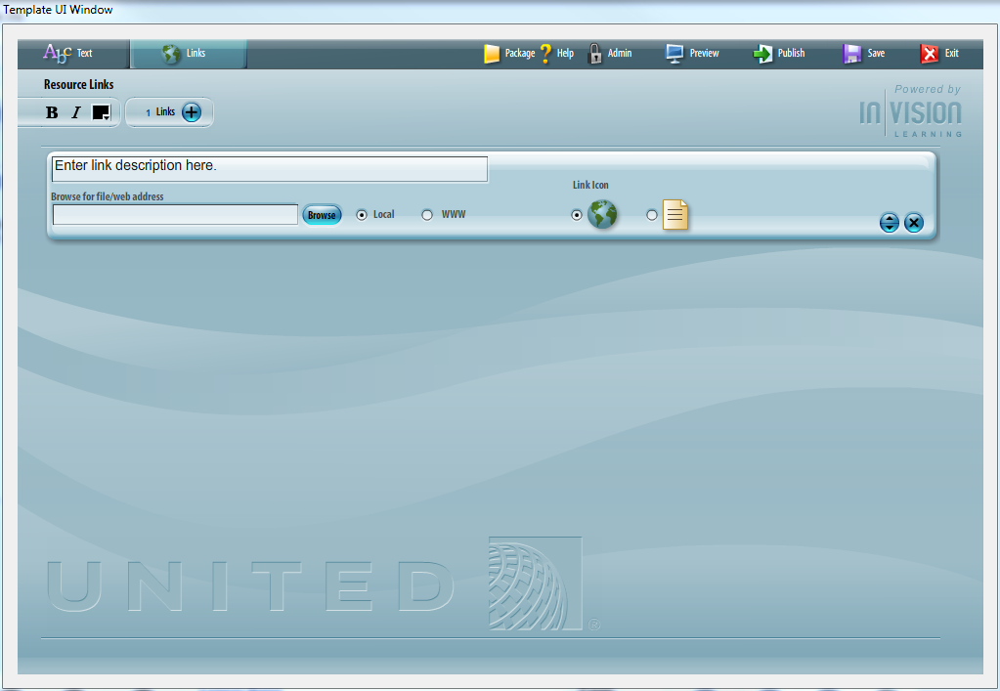 Template UI Window
Abc Text Links Package ? Help Admin Preview Publish Save Exit
Resource Links
Powered by
B I 1 Links
IN VISION
LEARNING
Enter link description here.
Link Icon
Browse for file/web address
Browse Local WWW
UNITED ®